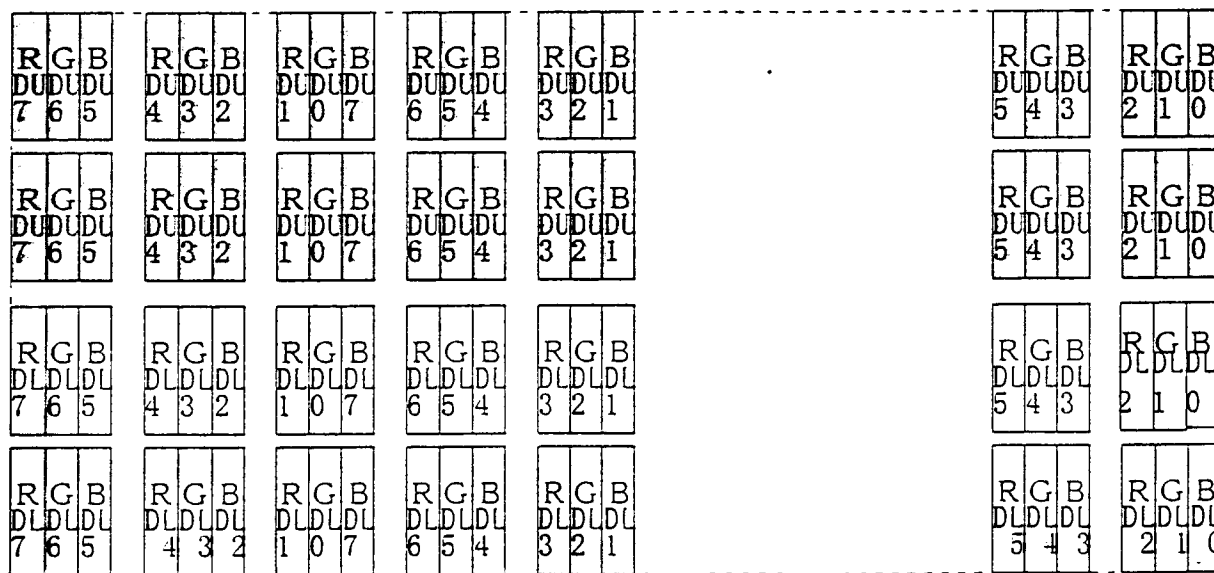 R G B R G B R G B R G B R G B R G B R G B
DU DU DU DU DU DU DU DU DU DU DU DU DU DU DU DU DU DU DU DU DU
7 6 5 4 3 2 1 0 7 6 5 4 3 2 1 5 4 3 2 1 0
R G B R G B R G B R G B R G B R G B R G B
DU DU DU DU DU DU DU DU DU DU DU DU DU DU DU DU DU DU DU DU DU
7 6 5 4 3 2 1 0 7 6 5 4 3 2 1 5 4 3 2 1 0
R G B R G B R G B R G B R G B R G B R G B
DL DL DL DL DL DL DL DL DL DL DL DL DL DL DL DL DL DL DL DL DL
7 6 5 4 3 2 1 0 7 6 5 4 3 2 1 5 4 3 2 1 0
R G B R G B R G B R G B R G B R G B R G B
DL DL DL DL DL DL DL DL DL DL DL DL DL DL DL DL DL DL DL DL DL
7 6 5 4 3 2 1 0 7 6 5 4 3 2 1 5 4 3 2 1 0